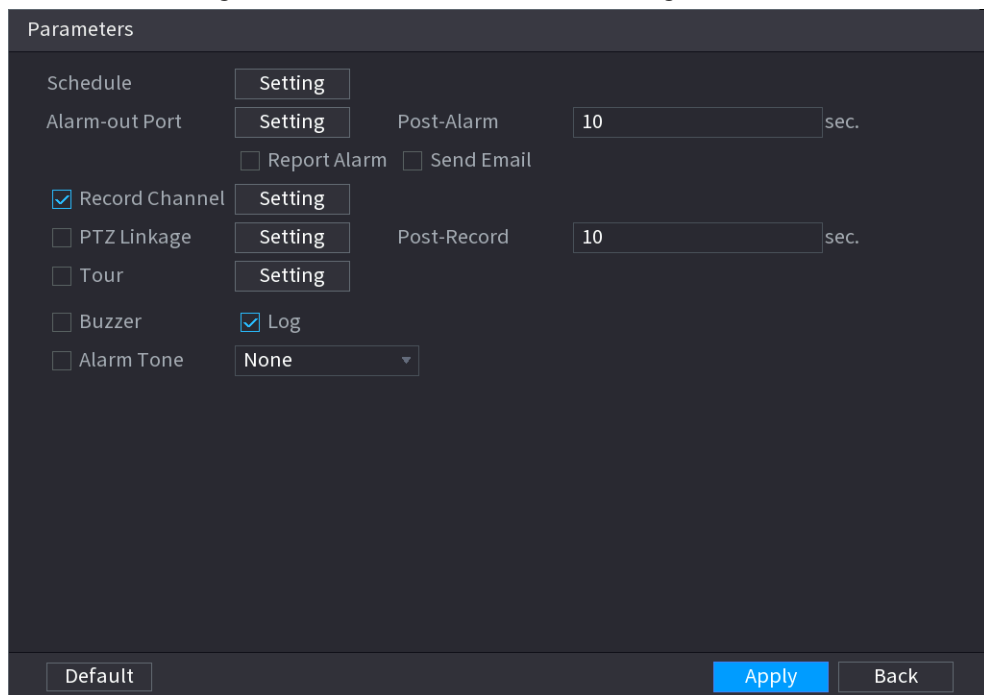 Parameters
Schedule Setting
Alarm-out Port Setting Post-Alarm 10 sec.
Report Alarm Send Email
Record Channel Setting
PTZ Linkage Setting Post-Record 10 sec.
Tour Setting
Buzzer Log
Alarm Tone None
Default Apply Back